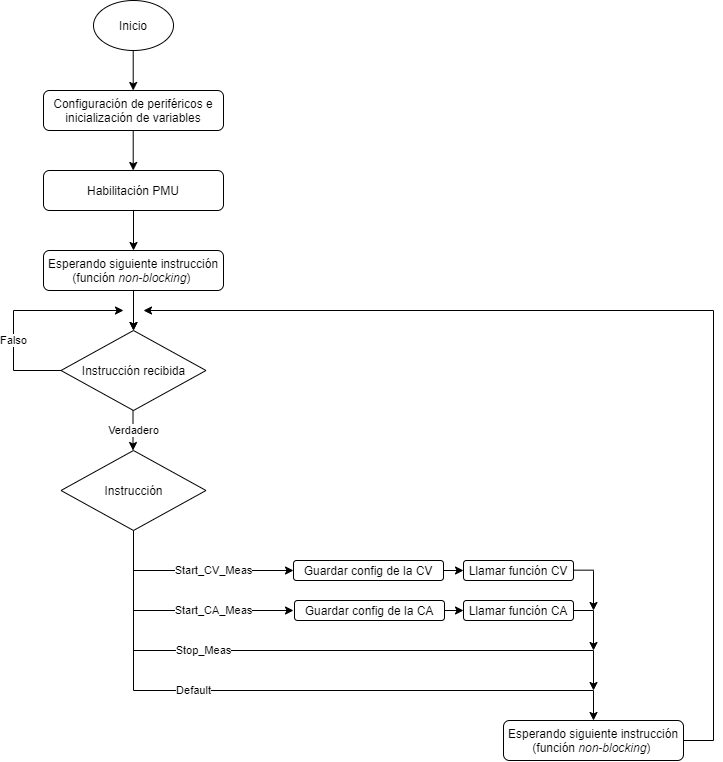 Inicio
Configuración de periféricos e
inicialización de variables
Habilitación PMU
Esperando siguiente instrucción
(función non-blocking)
Falso
Instrucción recibida
Verdadero
Instrucción
Start_CV_Meas
Guardar config de la CV
Llamar función CV
Start_CA_Meas
Guardar config de la CA
Llamar función CA
Stop_Meas
Default
Esperando siguiente instrucción
(función non-blocking)